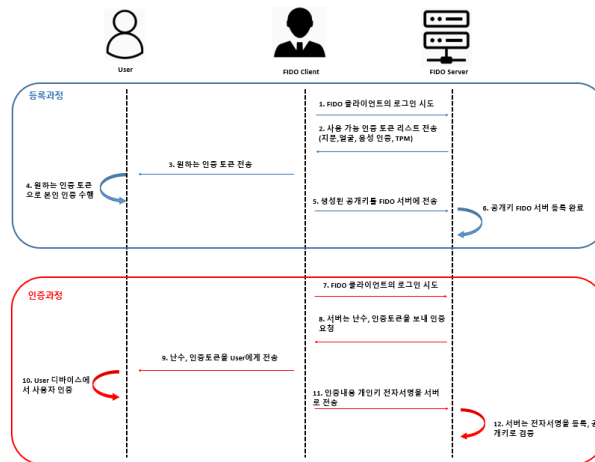 User
FIDO Client
FIDO Server
등록과정
1. FIDO 클라이언트의 로그인 시도
2. 사용 가능 인증 토큰 리스트 전송
(지문,얼굴, 음성 인증, TPM)
3. 원하는 인증 토큰 전송
4. 원하는 인증 토큰
으로 본인 인증 수행
5. 생성된 공개키를 FIDO 서버에 전송
6. 공개키 FIDO 서버 등록 완료
인증과정
7. FIDO 클라이언트의 로그인 시도
8. 서버는 난수, 인증토큰을 보내 인증
요청
9. 난수, 인증토큰을 User에게 전송
10. User 디바이스에
서 사용자 인증
11. 인증내용 개인키 전자서명을 서버
로 전송
12. 서버는 전자서명을 등록, 공
개키로 검증